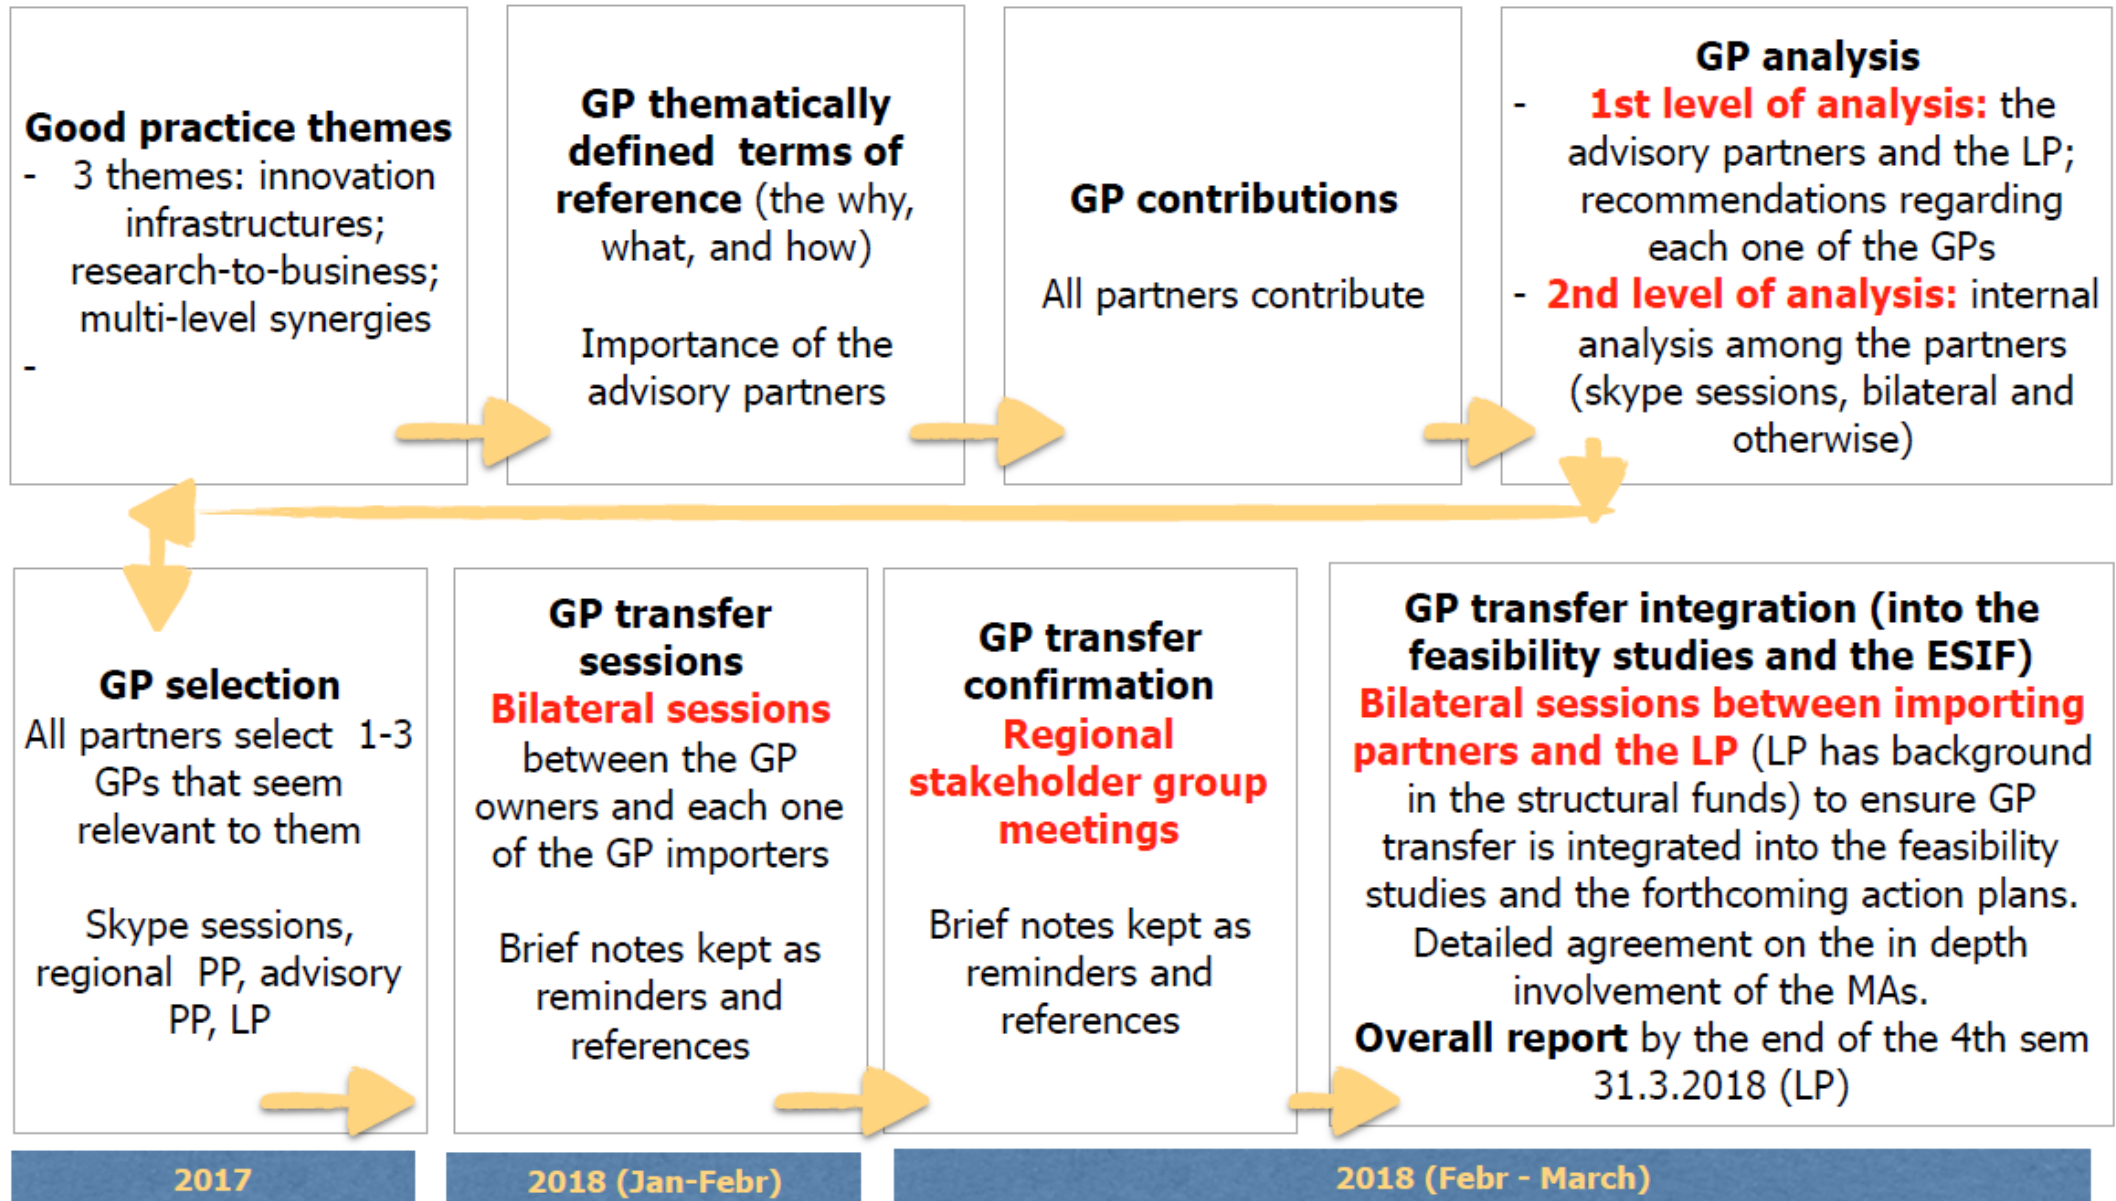 Good practice themes
- 3 themes: innovation
infrastructures;
research-to-business;
multi-level synergies
-
GP thematically
defined terms of
reference (the why,
what, and how)
Importance of the
advisory partners
GP contributions
All partners contribute
GP analysis
- 1st level of analysis: the
advisory partners and the LP;
recommendations regarding
each one of the GPs
- 2nd level of analysis: internal
analysis among the partners
(skype sessions, bilateral and
otherwise)
GP selection
All partners select 1-3
GPs that seem
relevant to them
Skype sessions,
regional PP, advisory
PP, LP
GP transfer
sessions
Bilateral sessions
between the GP
owners and each one
of the GP importers
Brief notes kept as
reminders and
references
GP transfer
confirmation
Regional
stakeholder group
meetings
Brief notes kept as
reminders and
references
GP transfer integration (into the
feasibility studies and the ESIF)
Bilateral sessions between importing
partners and the LP (LP has background
in the structural funds) to ensure GP
transfer is integrated into the feasibility
studies and the forthcoming action plans.
Detailed agreement on the in depth
involvement of the MAs.
Overall report by the end of the 4th sem
31.3.2018 (LP)
2017
2018 (Jan-Febr)
2018 (Febr - March)